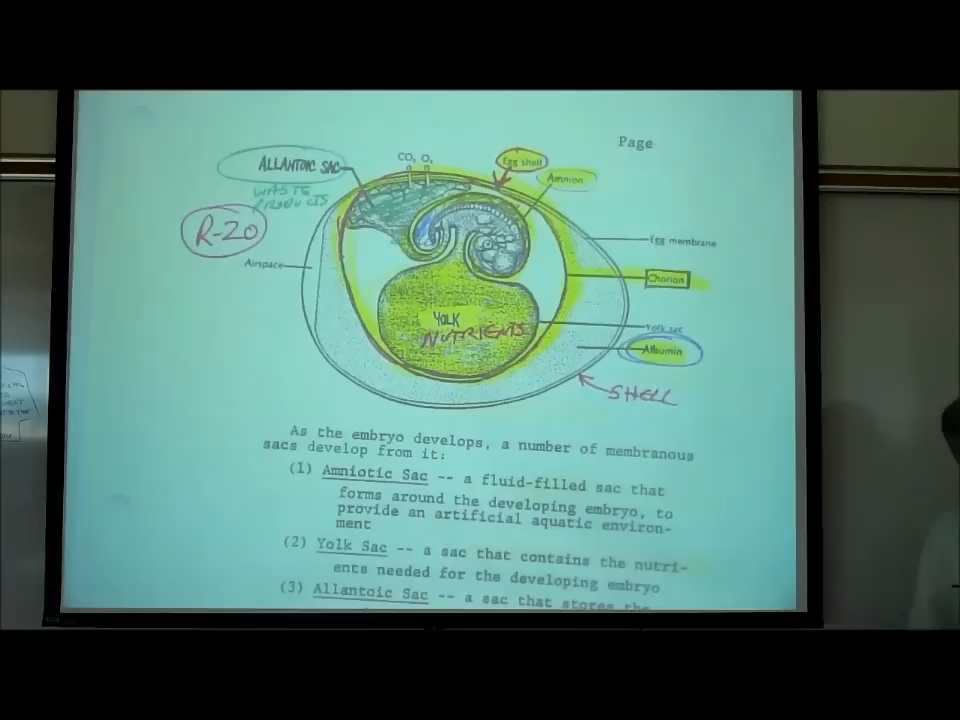 Page
CO₂ O₂
Egg shell
ALLANTOIC SAC
Amnion
WASTE
PRODUCTS
R-20
Egg membrane
Airspace
Chorion
YOLK
NUTRIENTS
Yolk sac
Albumin
SHELL
As the embryo develops, a number of membranous
sacs develop from it:
(1) Amniotic Sac -- a fluid-filled sac that
forms around the developing embryo, to
provide an artificial aquatic environ-
ment
(2) Yolk Sac -- a sac that contains the nutri-
ents needed for the developing embryo
(3) Allantoic Sac -- a sac that stores the